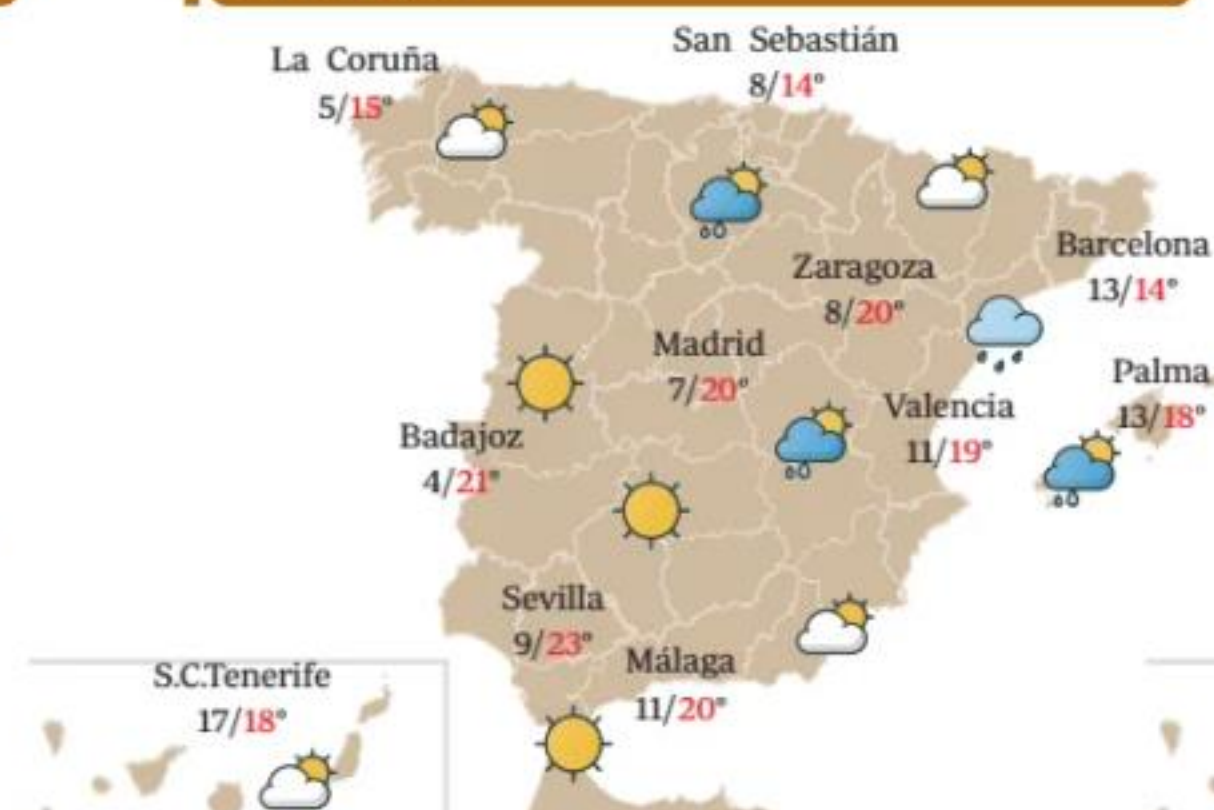 La Coruña
5/15°
San Sebastián
8/14°
Barcelona
13/14°
Zaragoza
8/20°
Madrid
7/20°
Palma
13/18°
Valencia
11/19°
Badajoz
4/21°
Sevilla
9/23°
Málaga
11/20°
S.C.Tenerife
17/18°